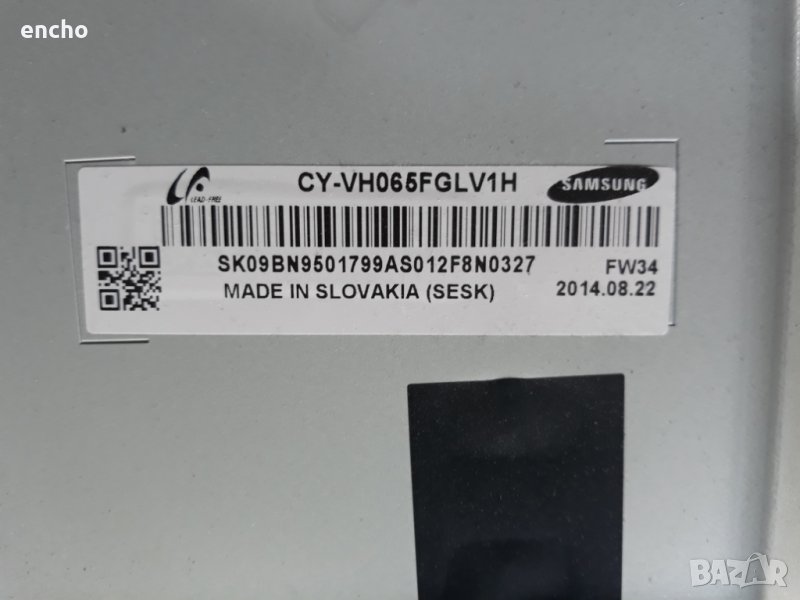 encho
CY-VH065FGLV1H
SAMSUNG
LEAD-FREE
SK09BN9501799AS012F8N0327
FW34
MADE IN SLOVAKIA (SESK)
2014.08.22
BAZAR